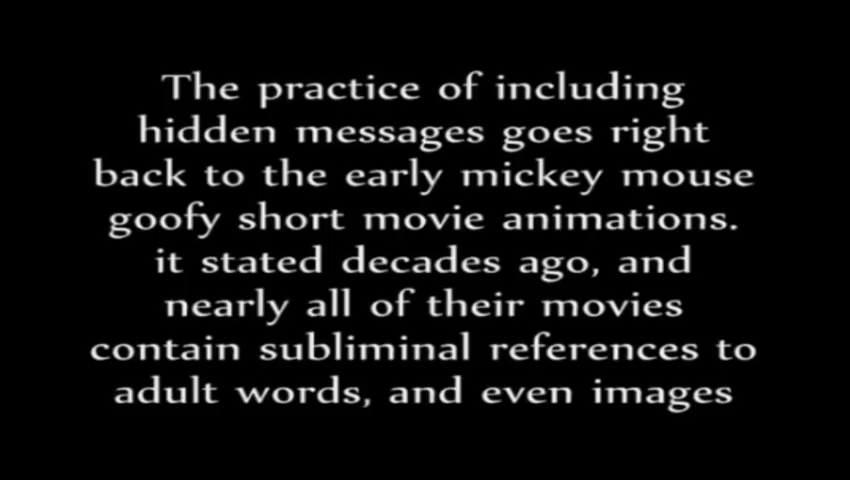 The practice of including
hidden messages goes right
back to the early mickey mouse
goofy short movie animations.
it stated decades ago, and
nearly all of their movies
contain subliminal references to
adult words, and even images